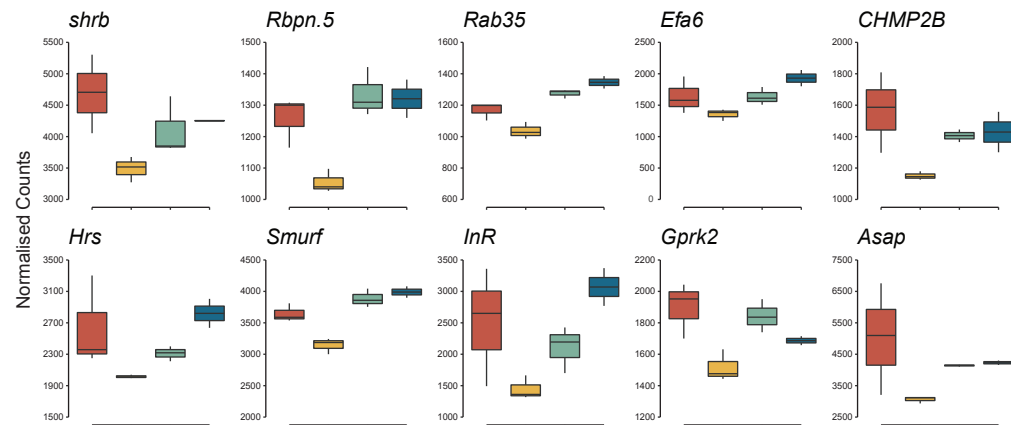 shrb Rbpn.5 Rab35 Efa6 CHMP2B
5500 1500 1600 2500 2000
5000 1400 1400 2000 1800
4500 1300 1200 1500 1600
4000 1200 1000 1000 1400
3500 1100 800 500 1200
3000 1000 600 0 1000
Normalised Counts
Hrs Smurf InR Gprk2 Asap
3500 5000 3500 2200 7500
3100 3000 2000 6500
2700 4000 2500 1800 5500
2300 3000 2000 1600 4500
1900 1500 1400 3500
1500 2000 1000 1200 2500